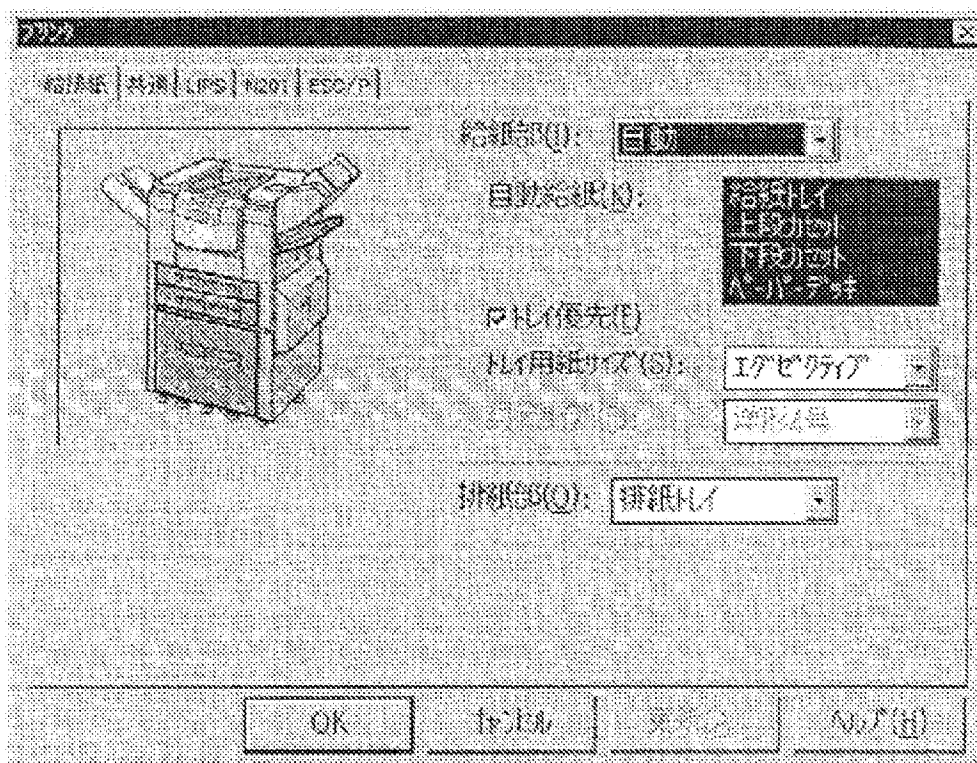 プリンタ
給排紙 共通 LIPS N201 ESC/P
給紙部(I): 自動
自動給紙(K):
給紙トレイ
上段カセット
下段カセット
ペーパーデッキ
トレイ優先(F)
トレイ用紙サイズ(S): エグゼクティブ
排紙部(O): 排紙トレイ
OK キャンセル ヘルプ(H)